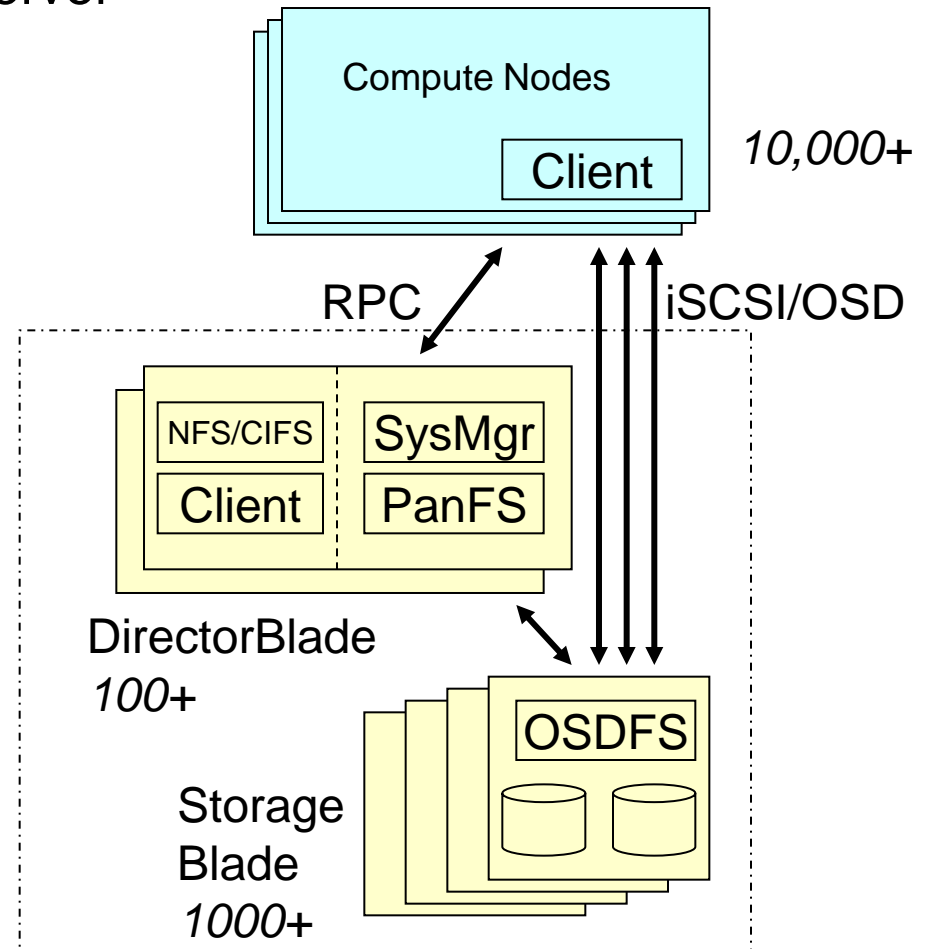 Compute Nodes
Client
10,000+
RPC
iSCSI/OSD
NFS/CIFS
SysMgr
Client
PanFS
DirectorBlade
100+
OSDFS
Storage
Blade
1000+